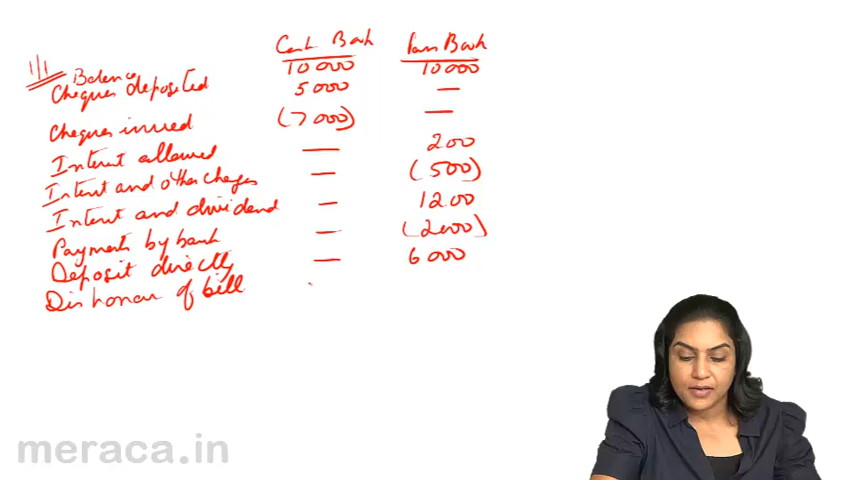 Cash Book Pass Book
1/1 Balance 10000 10000
Cheques deposited 5000 —
Cheques issued (7000) —
Interest allowed — 200
Interest and other charges — (500)
Interest and dividend — 1200
Payments by bank — (2000)
Deposit directly — 6000
Dishonour of bill
meraca.in